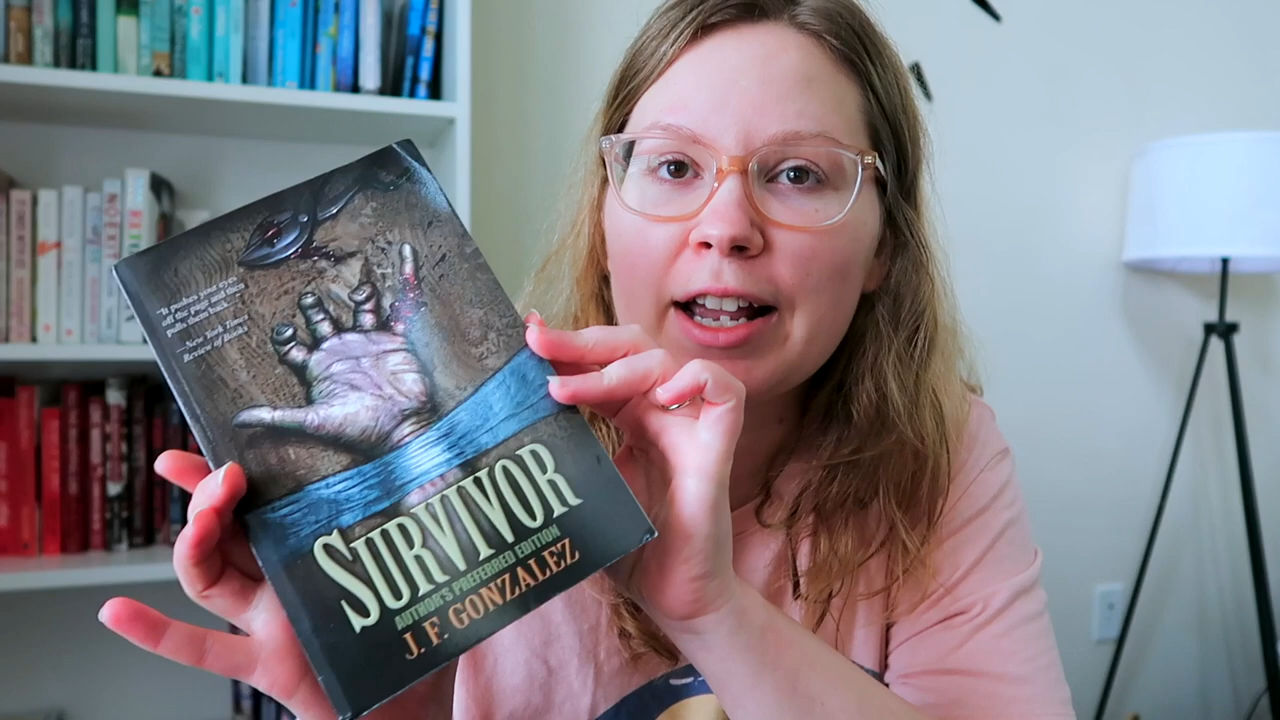 "It pushes your eyes
off the page and then
pulls them back..."
—New York Times
Review of Books
SURVIVOR
AUTHOR'S PREFERRED EDITION
J. F. GONZALEZ